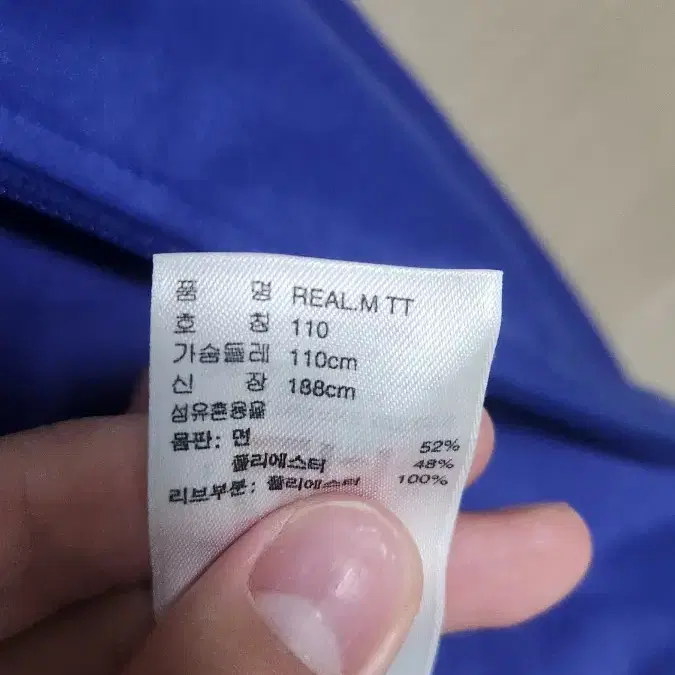 품 명 REAL.M TT
호 칭 110
가슴둘레 110cm
신 장 188cm
섬유혼용율
몸판: 면 52%
폴리에스터 48%
리브부분: 폴리에스터 100%